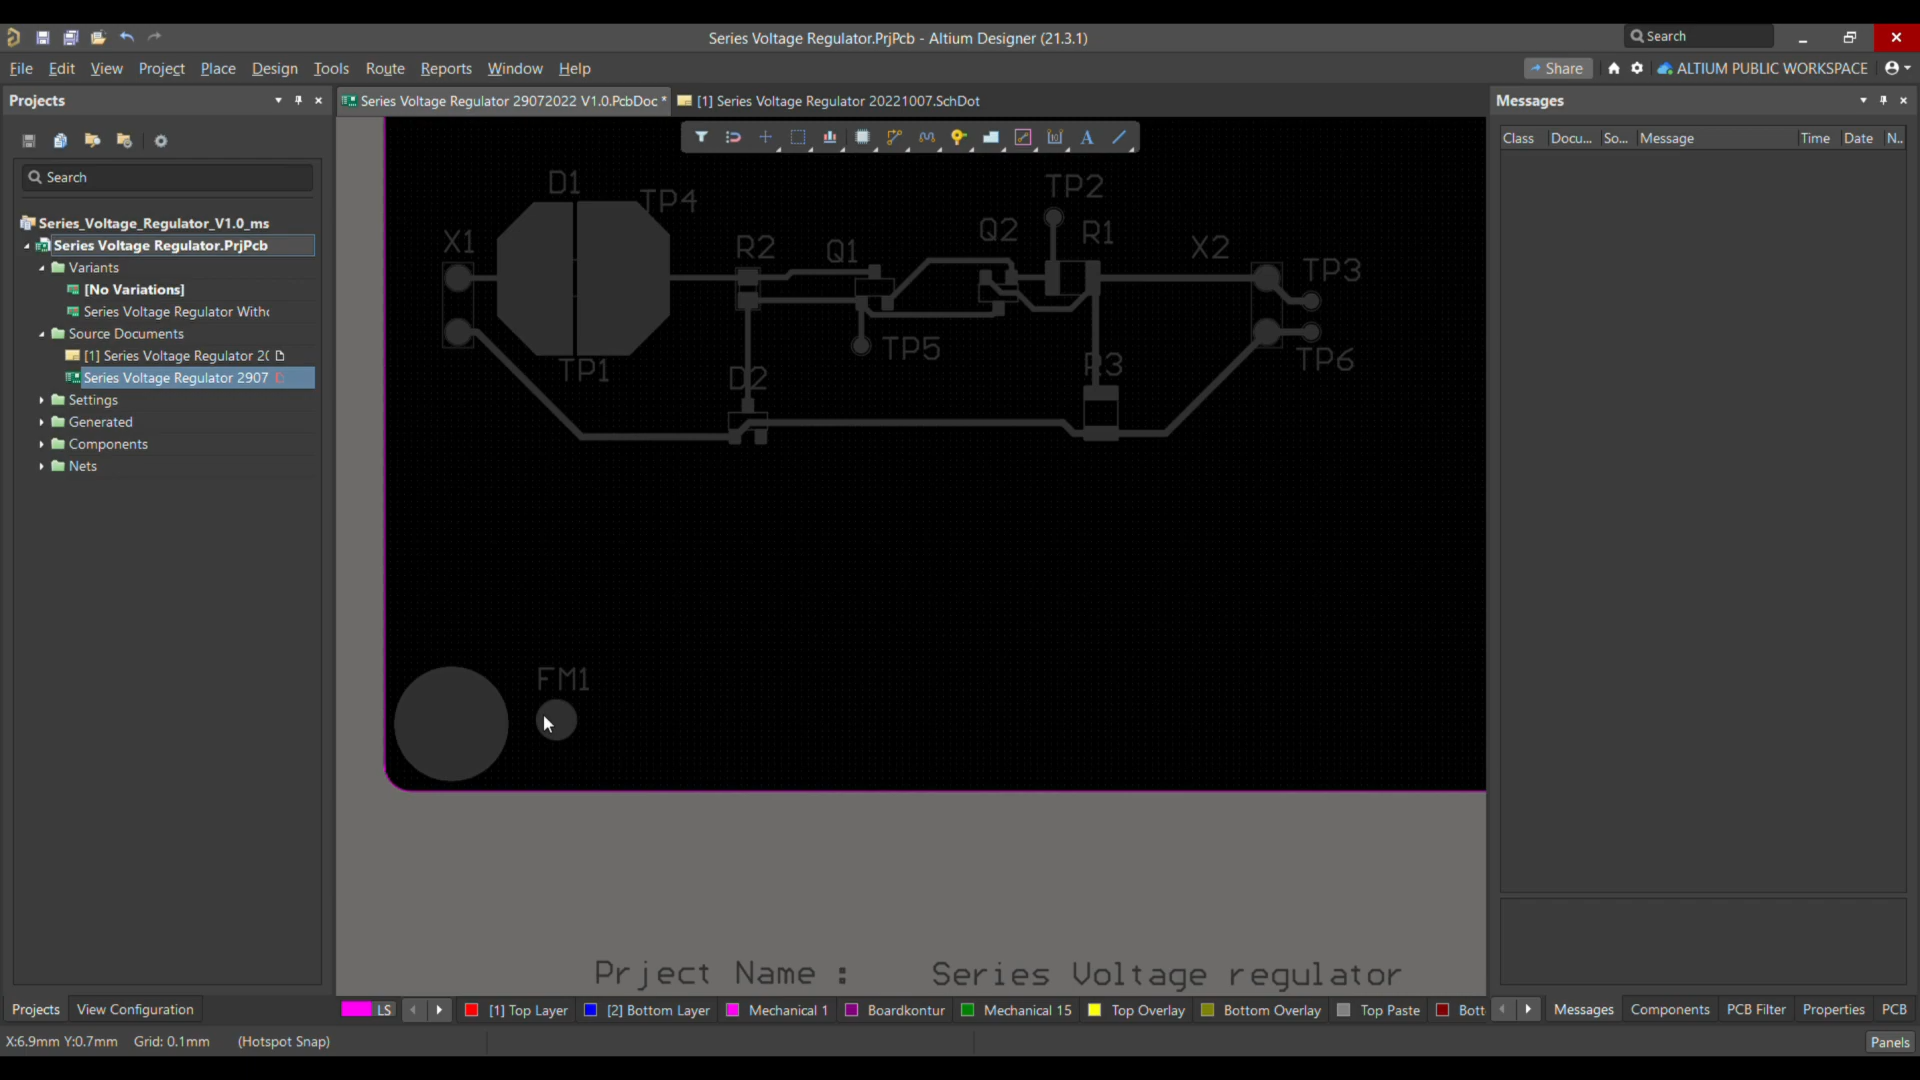 Series Voltage Regulator.PrjPcb - Altium Designer (21.3.1)
Search
File Edit View Project Place Design Tools Route Reports Window Help
Share
ALTIUM PUBLIC WORKSPACE
Projects
Series Voltage Regulator 29072022 V1.0.PcbDoc *
[1] Series Voltage Regulator 20221007.SchDot
Messages
Class Docu... So... Message Time Date N..
Search
Series_Voltage_Regulator_V1.0_ms
Series Voltage Regulator.PrjPcb
Variants
[No Variations]
Series Voltage Regulator Witho
Source Documents
[1] Series Voltage Regulator 20
Series Voltage Regulator 2907
Settings
Generated
Components
Nets
D1
TP4
TP2
X1
R2
Q1
Q2
R1
X2
TP3
TP5
TP1
D2
R3
TP6
FM1
Prject Name : Series Voltage regulator
Projects View Configuration
LS
[1] Top Layer
[2] Bottom Layer
Mechanical 1
Boardkontur
Mechanical 15
Top Overlay
Bottom Overlay
Top Paste
Bott
Messages Components PCB Filter Properties PCB
X:6.9mm Y:0.7mm Grid: 0.1mm (Hotspot Snap)
Panels